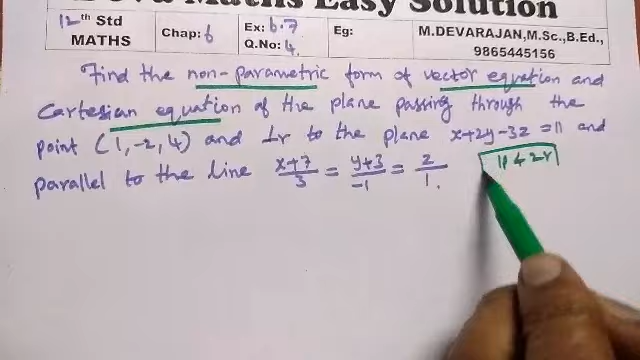 Deva Maths Easy Solution
12th Std MATHS
Chap: 6
Ex: 6.7
Q.No: 4.
Eg:
M.DEVARAJAN,M.Sc.,B.Ed.,
9865445156
Find the non-parametric form of vector equation and
Cartesian equation of the plane passing through the
point (1, -2, 4) and ⊥r to the plane x+2y-3z = 11 and
parallel to the line x+7/3 = y+3/-1 = z/1.
1P & 2V